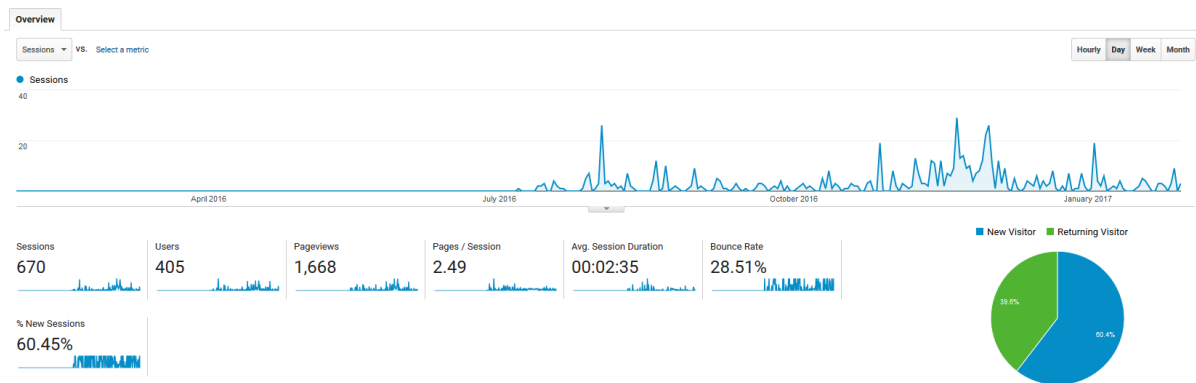 Overview
Sessions VS. Select a metric
Hourly Day Week Month
Sessions
40
20
April 2016 July 2016 October 2016 January 2017
New Visitor Returning Visitor
Sessions Users Pageviews Pages / Session Avg. Session Duration Bounce Rate
670 405 1,668 2.49 00:02:35 28.51%
39.6%
60.4%
% New Sessions
60.45%